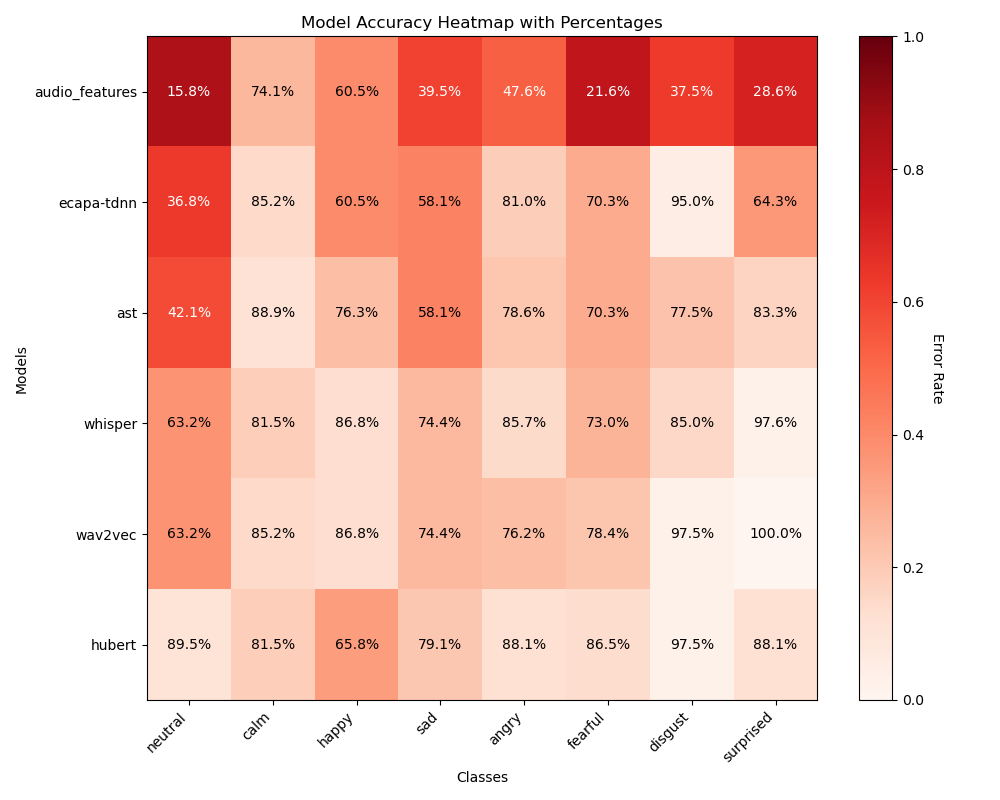 Model Accuracy Heatmap with Percentages
audio_features 15.8% 74.1% 60.5% 39.5% 47.6% 21.6% 37.5% 28.6%
ecapa-tdnn 36.8% 85.2% 60.5% 58.1% 81.0% 70.3% 95.0% 64.3%
ast 42.1% 88.9% 76.3% 58.1% 78.6% 70.3% 77.5% 83.3%
whisper 63.2% 81.5% 86.8% 74.4% 85.7% 73.0% 85.0% 97.6%
wav2vec 63.2% 85.2% 86.8% 74.4% 76.2% 78.4% 97.5% 100.0%
hubert 89.5% 81.5% 65.8% 79.1% 88.1% 86.5% 97.5% 88.1%
neutral calm happy sad angry fearful disgust surprised
Classes
Models
1.0
0.8
0.6
0.4
0.2
0.0
Error Rate